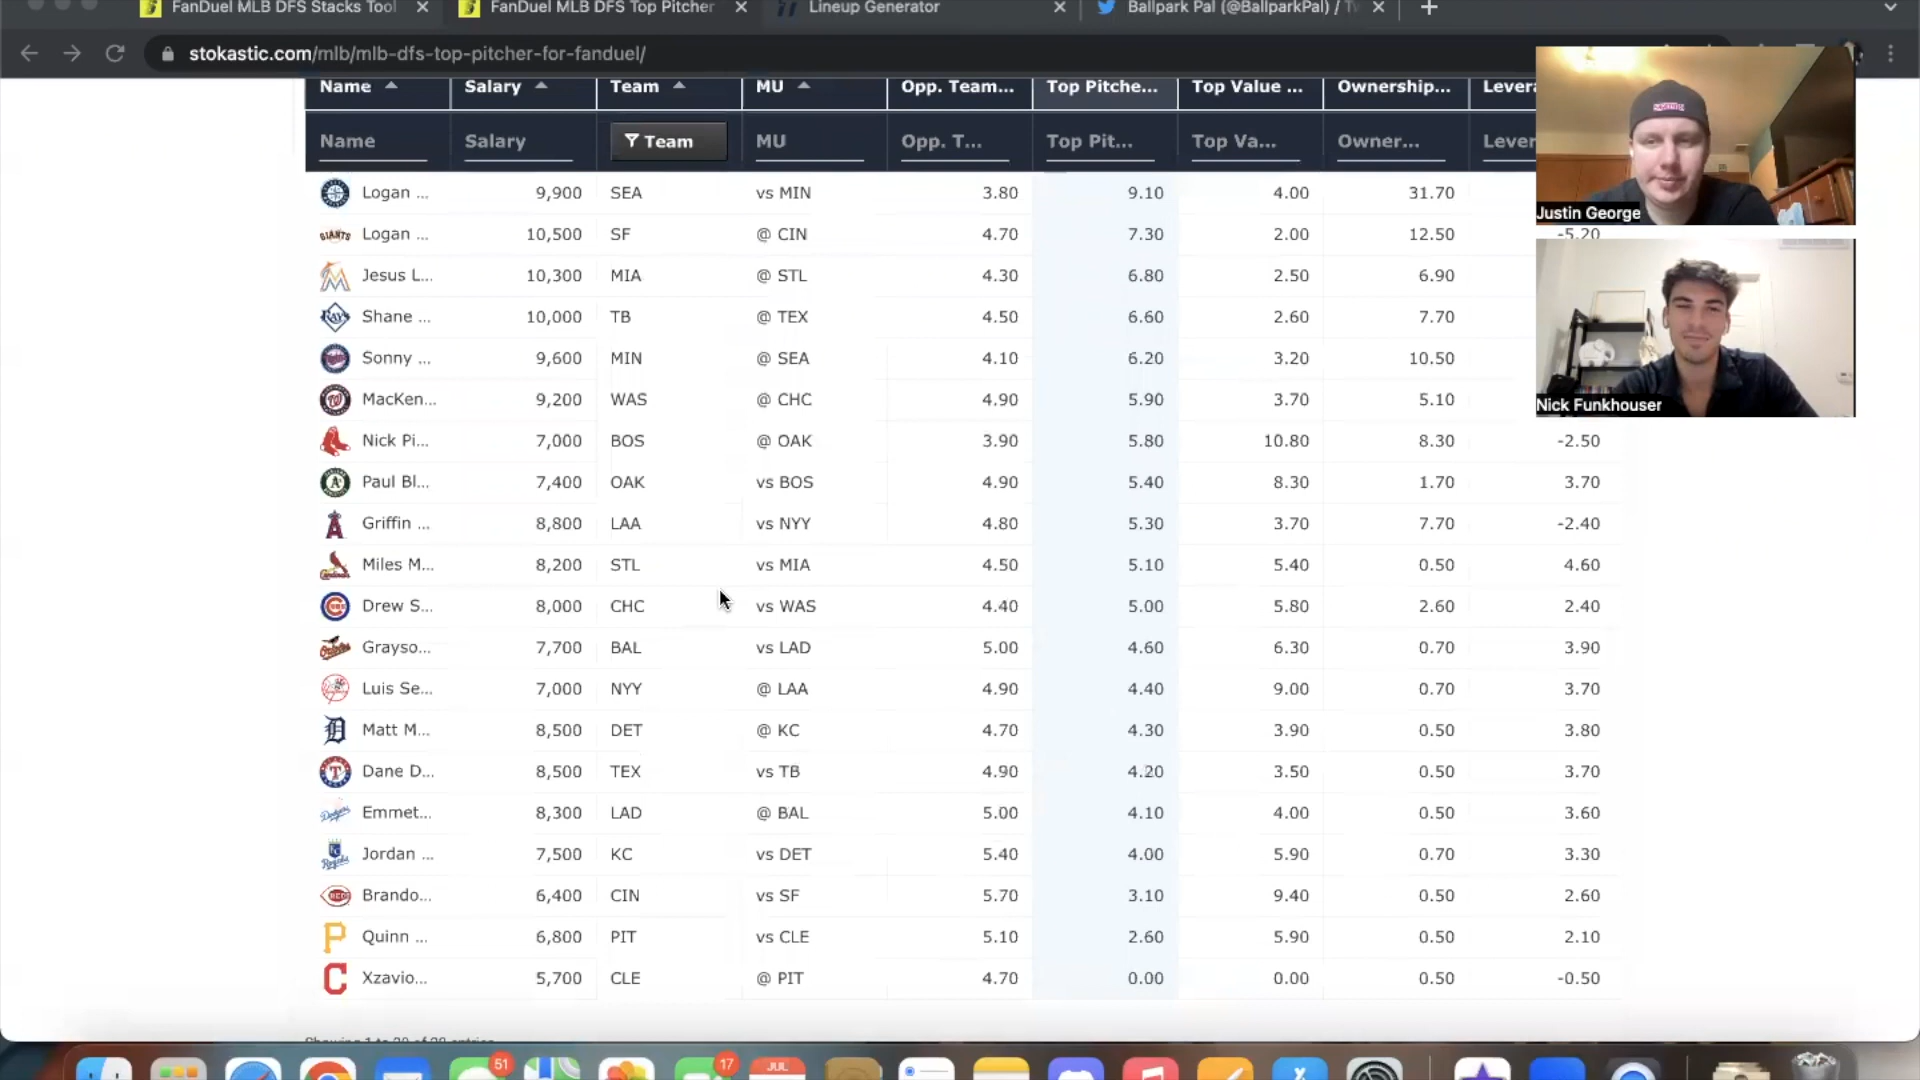 FanDuel MLB DFS Stacks Tool
FanDuel MLB DFS Top Pitcher
Lineup Generator
Ballpark Pal (@BallparkPal) / Tw
stokastic.com/mlb/mlb-dfs-top-pitcher-for-fanduel/
Name Salary Team MU Opp. Team... Top Pitche... Top Value ... Ownership... Levera
Name Salary Team MU Opp. T... Top Pit... Top Va... Owner... Lever
Logan ... 9,900 SEA vs MIN 3.80 9.10 4.00 31.70
Logan ... 10,500 SF @ CIN 4.70 7.30 2.00 12.50 -5.20
Jesus L... 10,300 MIA @ STL 4.30 6.80 2.50 6.90
Shane ... 10,000 TB @ TEX 4.50 6.60 2.60 7.70
Sonny ... 9,600 MIN @ SEA 4.10 6.20 3.20 10.50
MacKen... 9,200 WAS @ CHC 4.90 5.90 3.70 5.10
Nick Pi... 7,000 BOS @ OAK 3.90 5.80 10.80 8.30 -2.50
Paul Bl... 7,400 OAK vs BOS 4.90 5.40 8.30 1.70 3.70
Griffin ... 8,800 LAA vs NYY 4.80 5.30 3.70 7.70 -2.40
Miles M... 8,200 STL vs MIA 4.50 5.10 5.40 0.50 4.60
Drew S... 8,000 CHC vs WAS 4.40 5.00 5.80 2.60 2.40
Grayso... 7,700 BAL vs LAD 5.00 4.60 6.30 0.70 3.90
Luis Se... 7,000 NYY @ LAA 4.90 4.40 9.00 0.70 3.70
Matt M... 8,500 DET @ KC 4.70 4.30 3.90 0.50 3.80
Dane D... 8,500 TEX vs TB 4.90 4.20 3.50 0.50 3.70
Emmet... 8,300 LAD @ BAL 5.00 4.10 4.00 0.50 3.60
Jordan ... 7,500 KC vs DET 5.40 4.00 5.90 0.70 3.30
Brando... 6,400 CIN vs SF 5.70 3.10 9.40 0.50 2.60
Quinn ... 6,800 PIT vs CLE 5.10 2.60 5.90 0.50 2.10
Xzavio... 5,700 CLE @ PIT 4.70 0.00 0.00 0.50 -0.50
Justin George
Nick Funkhouser
51
17
JUL